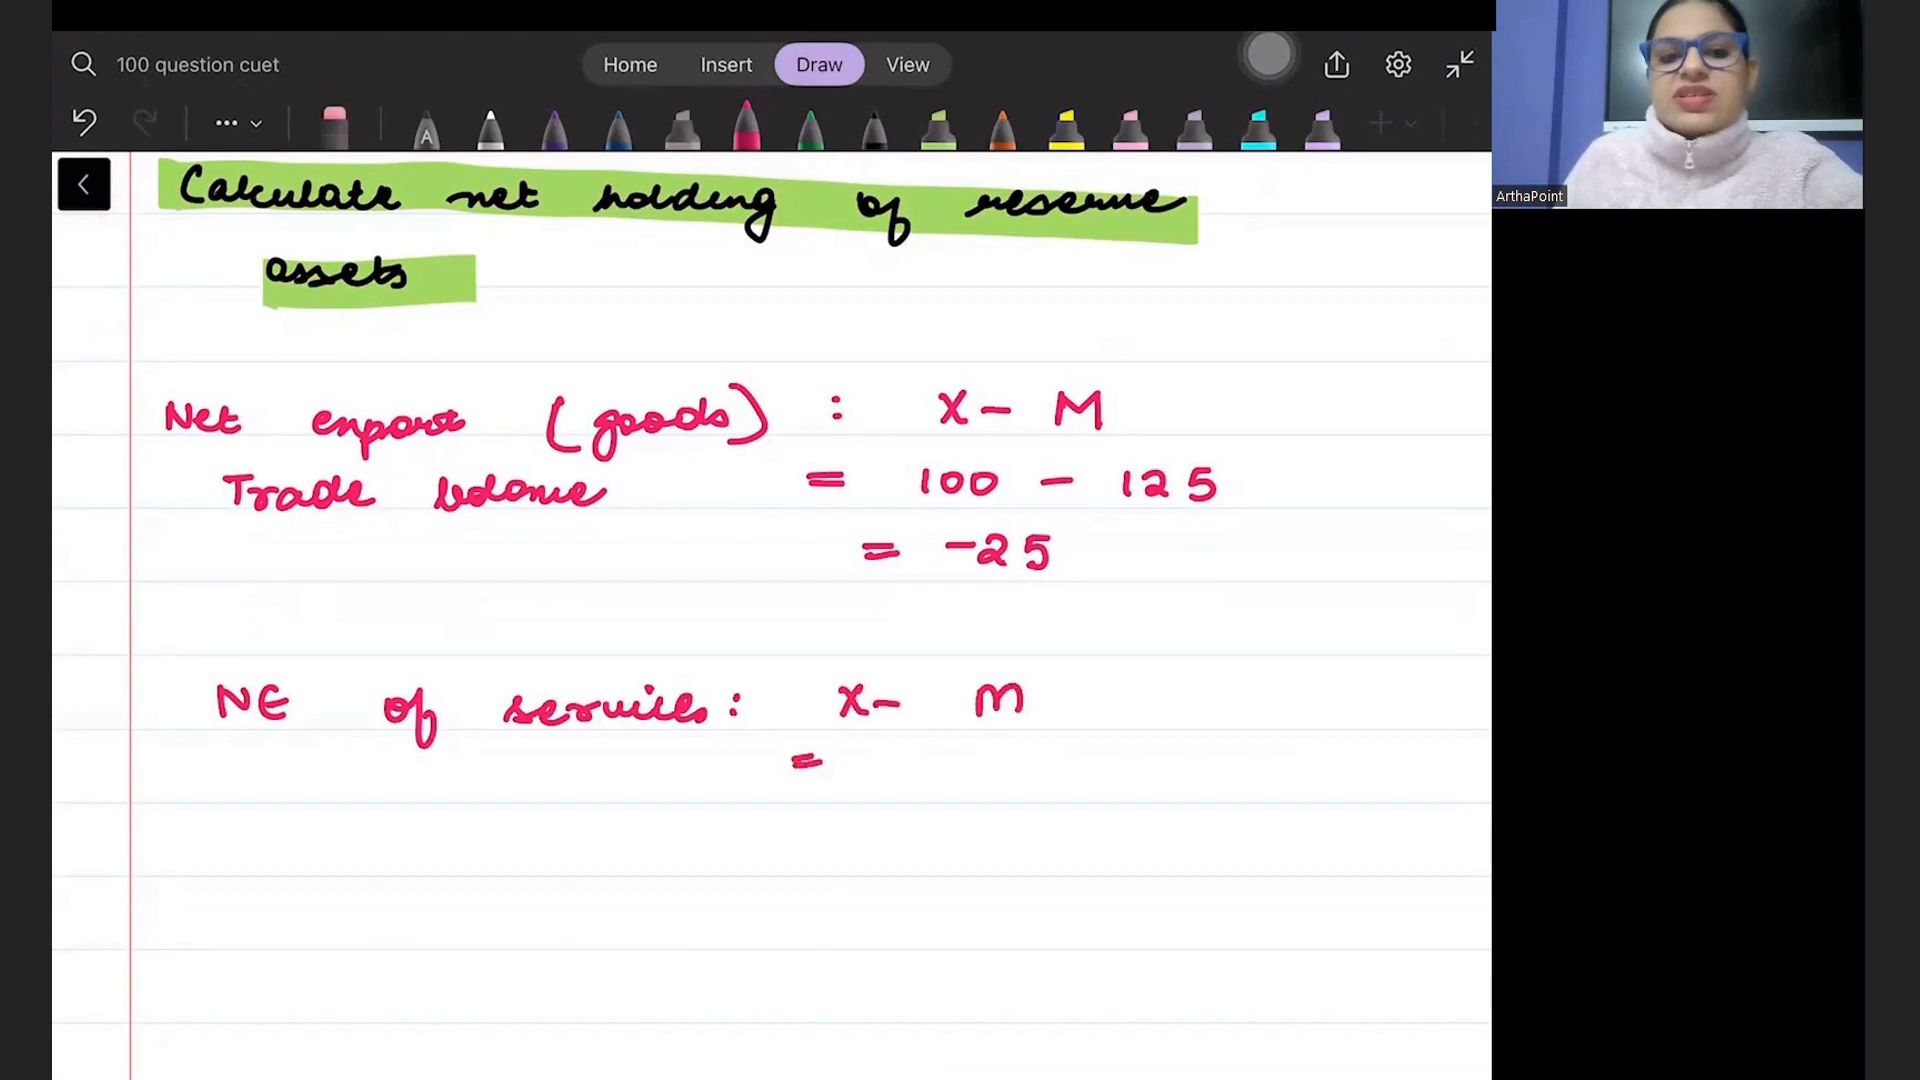 100 question cuet
Home Insert Draw View
A
ArthaPoint
Calculate net holding of reserve
assets
Net export (goods) : X - M
Trade balance = 100 - 125
= -25
NE of services: X - M
=